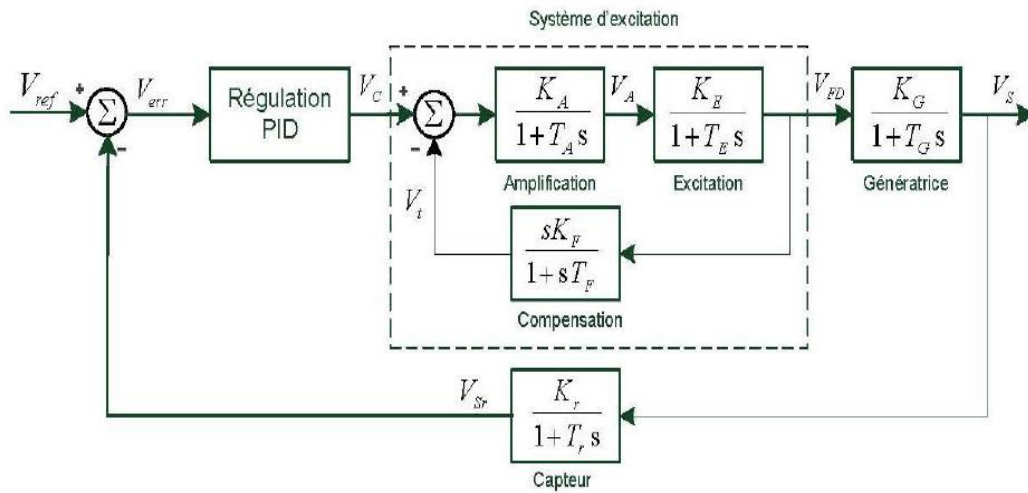 Système d'excitation
V_ref
+
Σ
-
V_err
Régulation
PID
V_C
+
Σ
-
K_A
1+T_A s
Amplification
V_A
K_E
1+T_E s
Excitation
V_FD
K_G
1+T_G s
Génératrice
V_S
V_t
sK_F
1+sT_F
Compensation
V_Sr
K_r
1+T_r s
Capteur